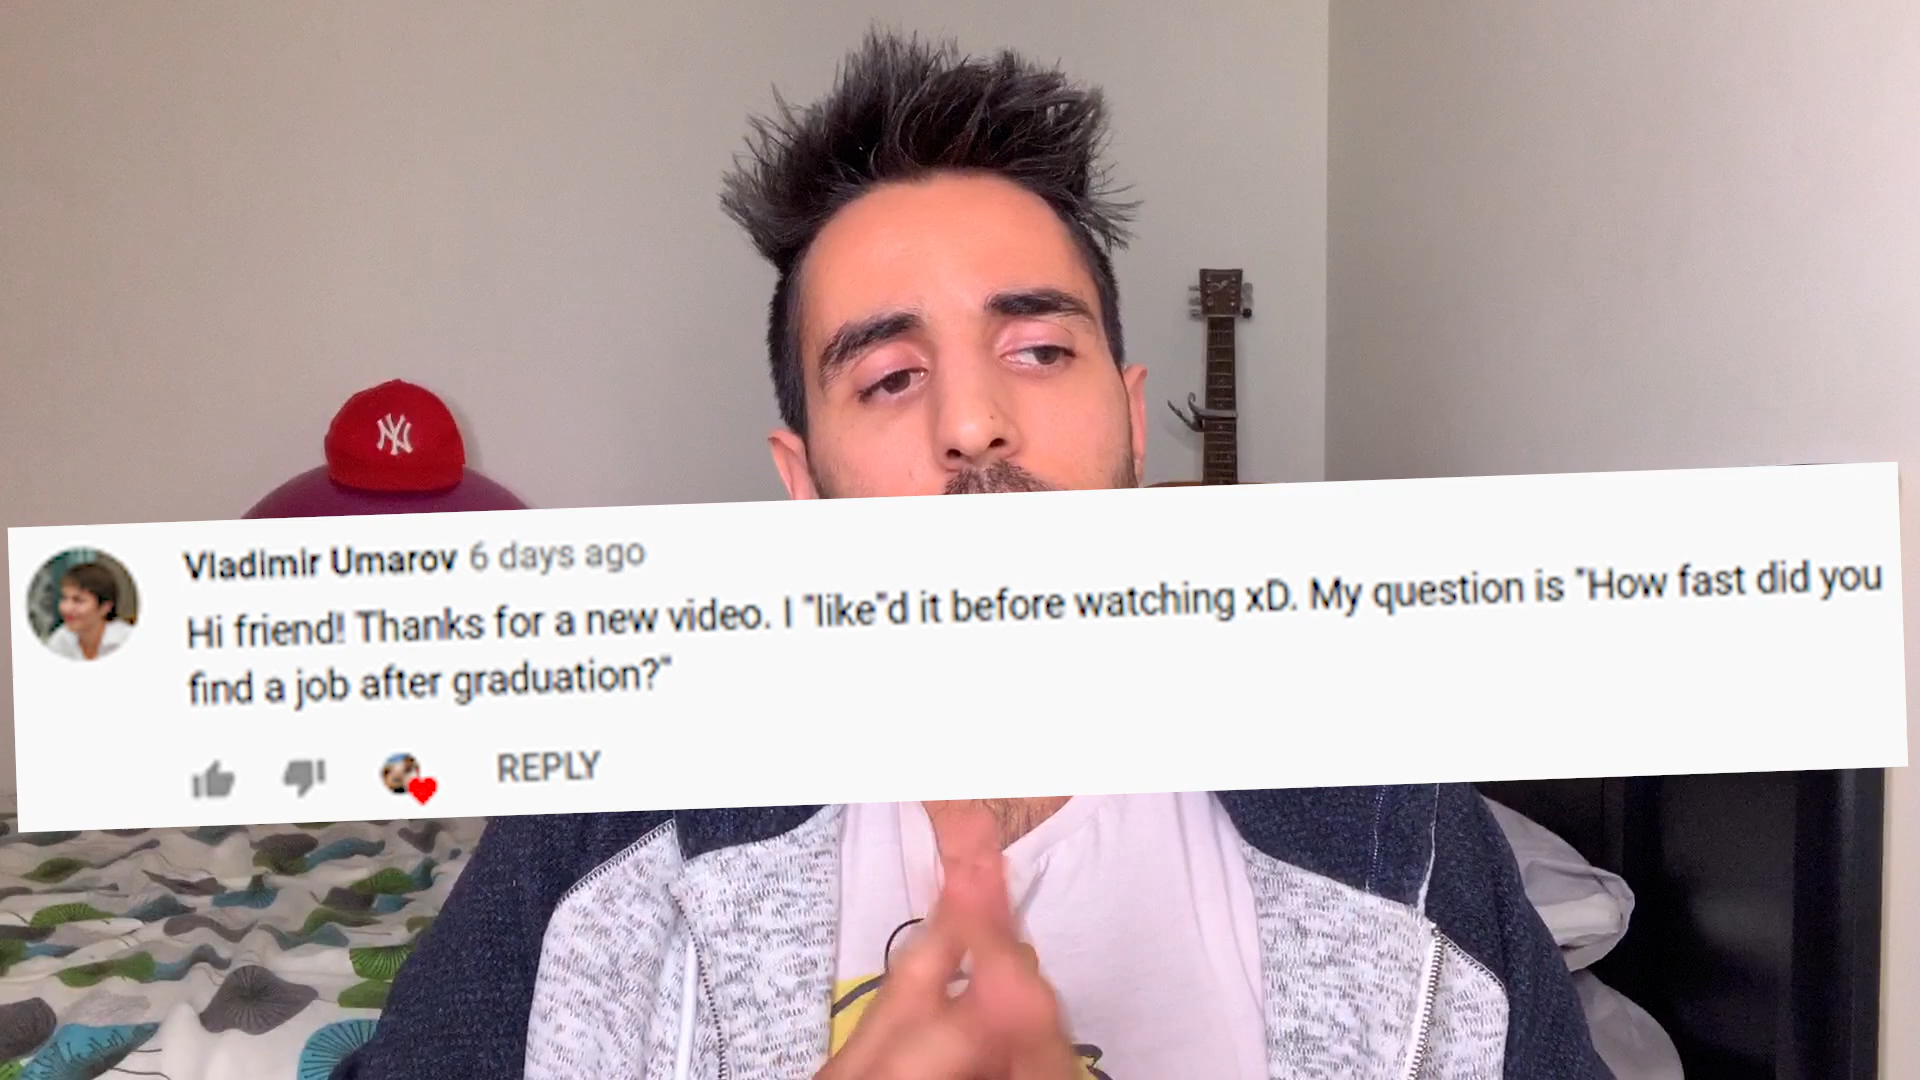 NY
Vladimir Umarov 6 days ago
Hi friend! Thanks for a new video. I "like"d it before watching xD. My question is "How fast did you
find a job after graduation?"
REPLY